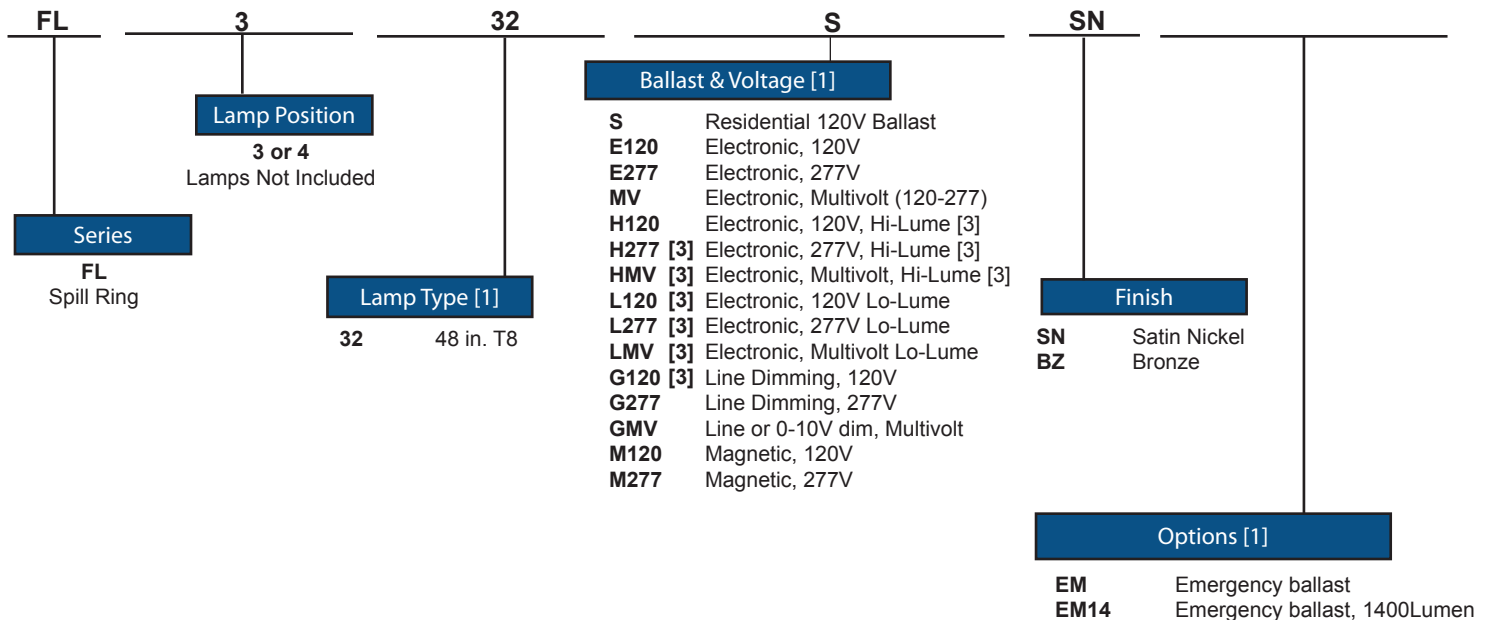 FL 3 32 S SN
Ballast & Voltage [1]
S Residential 120V Ballast
E120 Electronic, 120V
E277 Electronic, 277V
MV Electronic, Multivolt (120-277)
H120 Electronic, 120V, Hi-Lume [3]
H277 [3] Electronic, 277V, Hi-Lume [3]
HMV [3] Electronic, Multivolt, Hi-Lume [3]
L120 [3] Electronic, 120V Lo-Lume
L277 [3] Electronic, 277V Lo-Lume
LMV [3] Electronic, Multivolt Lo-Lume
G120 [3] Line Dimming, 120V
G277 Line Dimming, 277V
GMV Line or 0-10V dim, Multivolt
M120 Magnetic, 120V
M277 Magnetic, 277V
Lamp Position
3 or 4
Lamps Not Included
Series
FL
Spill Ring
Lamp Type [1]
32 48 in. T8
Finish
SN Satin Nickel
BZ Bronze
Options [1]
EM Emergency ballast
EM14 Emergency ballast, 1400Lumen